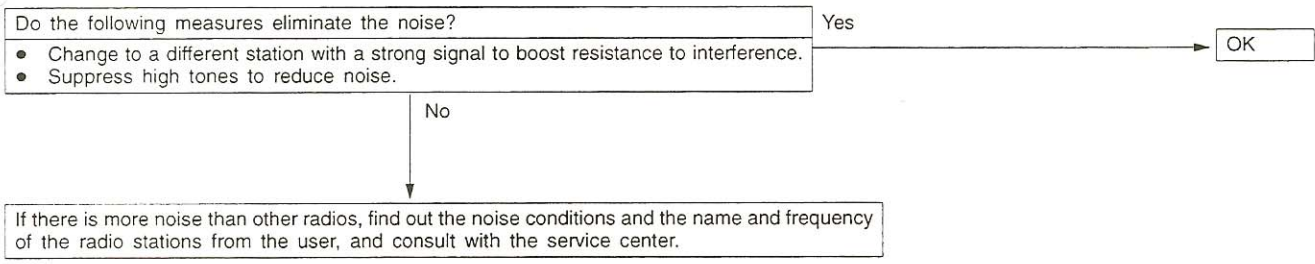 Do the following measures eliminate the noise?
Yes
● Change to a different station with a strong signal to boost resistance to interference.
OK
● Suppress high tones to reduce noise.
No
If there is more noise than other radios, find out the noise conditions and the name and frequency
of the radio stations from the user, and consult with the service center.